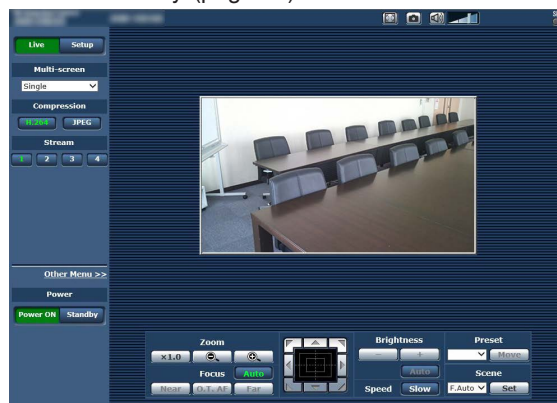 Live Setup
Multi-screen
Single
Compression
H.264 JPEG
Stream
1 2 3 4
Other Menu >>
Power
Power ON Standby
Zoom
×1.0
Focus Auto
Near O.T. AF Far
Brightness
- +
Auto
Speed Slow
Preset
Move
Scene
F.Auto Set